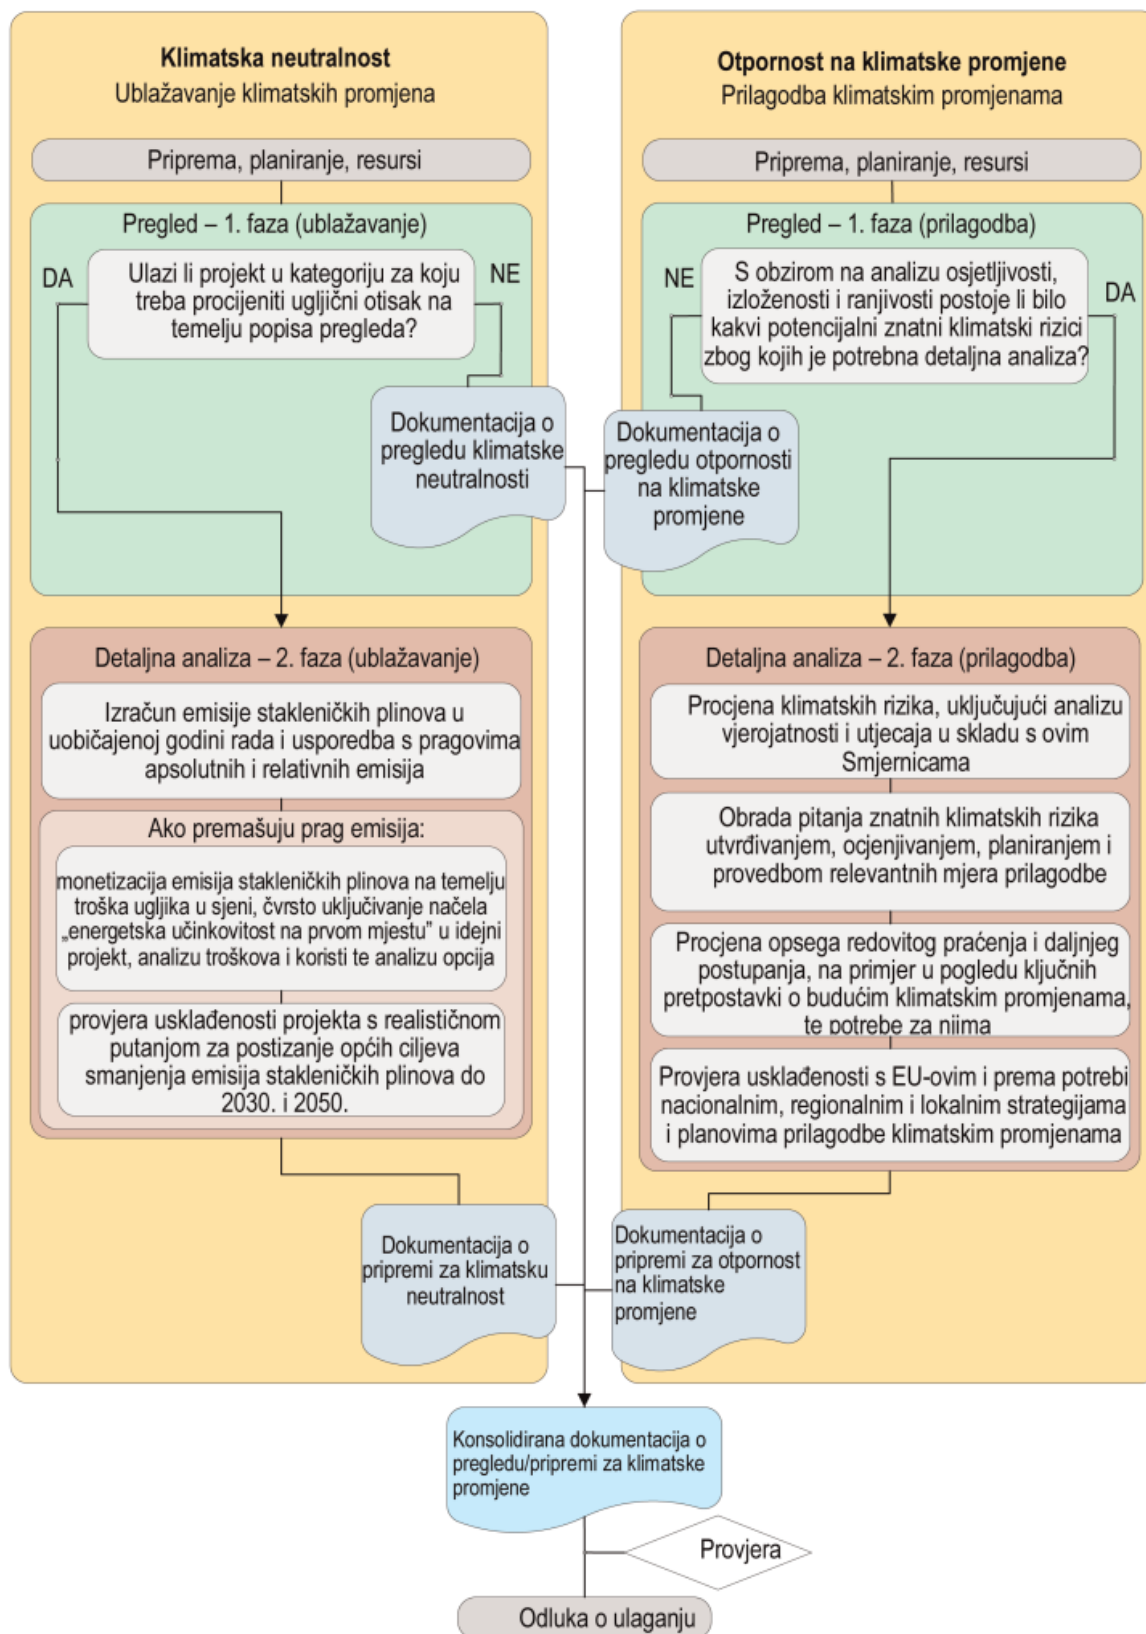 Klimatska neutralnost
Ublažavanje klimatskih promjena
Priprema, planiranje, resursi
Pregled – 1. faza (ublažavanje)
DA
Ulazi li projekt u kategoriju za koju
treba procijeniti ugljični otisak na
temelju popisa pregleda?
NE
Dokumentacija o
pregledu klimatske
neutralnosti
Detaljna analiza – 2. faza (ublažavanje)
Izračun emisije stakleničkih plinova u
uobičajenoj godini rada i usporedba s pragovima
apsolutnih i relativnih emisija
Ako premašuju prag emisija:
monetizacija emisija stakleničkih plinova na temelju
troška ugljika u sjeni, čvrsto uključivanje načela
„energetska učinkovitost na prvom mjestu” u idejni
projekt, analizu troškova i koristi te analizu opcija
provjera usklađenosti projekta s realističnom
putanjom za postizanje općih ciljeva
smanjenja emisija stakleničkih plinova do
2030. i 2050.
Dokumentacija o
pripremi za klimatsku
neutralnost
Otpornost na klimatske promjene
Prilagodba klimatskim promjenama
Priprema, planiranje, resursi
Pregled – 1. faza (prilagodba)
NE
S obzirom na analizu osjetljivosti,
izloženosti i ranjivosti postoje li bilo
kakvi potencijalni znatni klimatski rizici
zbog kojih je potrebna detaljna analiza?
DA
Dokumentacija o
pregledu otpornosti
na klimatske
promjene
Detaljna analiza – 2. faza (prilagodba)
Procjena klimatskih rizika, uključujući analizu
vjerojatnosti i utjecaja u skladu s ovim
Smjernicama
Obrada pitanja znatnih klimatskih rizika
utvrđivanjem, ocjenjivanjem, planiranjem i
provedbom relevantnih mjera prilagodbe
Procjena opsega redovitog praćenja i daljnjeg
postupanja, na primjer u pogledu ključnih
pretpostavki o budućim klimatskim promjenama,
te potrebe za njima
Provjera usklađenosti s EU-ovim i prema potrebi
nacionalnim, regionalnim i lokalnim strategijama
i planovima prilagodbe klimatskim promjenama
Dokumentacija o
pripremi za otpornost
na klimatske
promjene
Konsolidirana dokumentacija o
pregledu/pripremi za klimatske
promjene
Provjera
Odluka o ulaganju